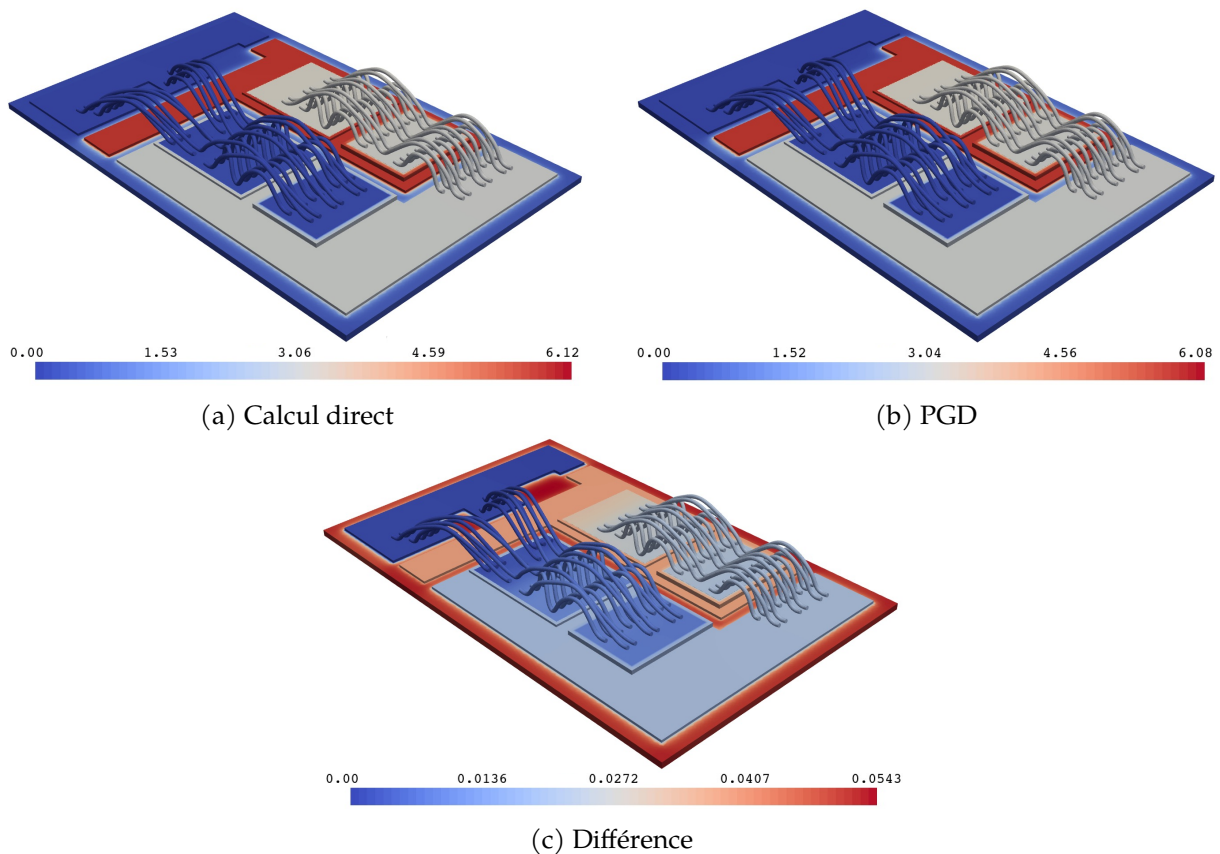 0.00 1.53 3.06 4.59 6.12
0.00 1.52 3.04 4.56 6.08
(a) Calcul direct
(b) PGD
0.00 0.0136 0.0272 0.0407 0.0543
(c) Différence